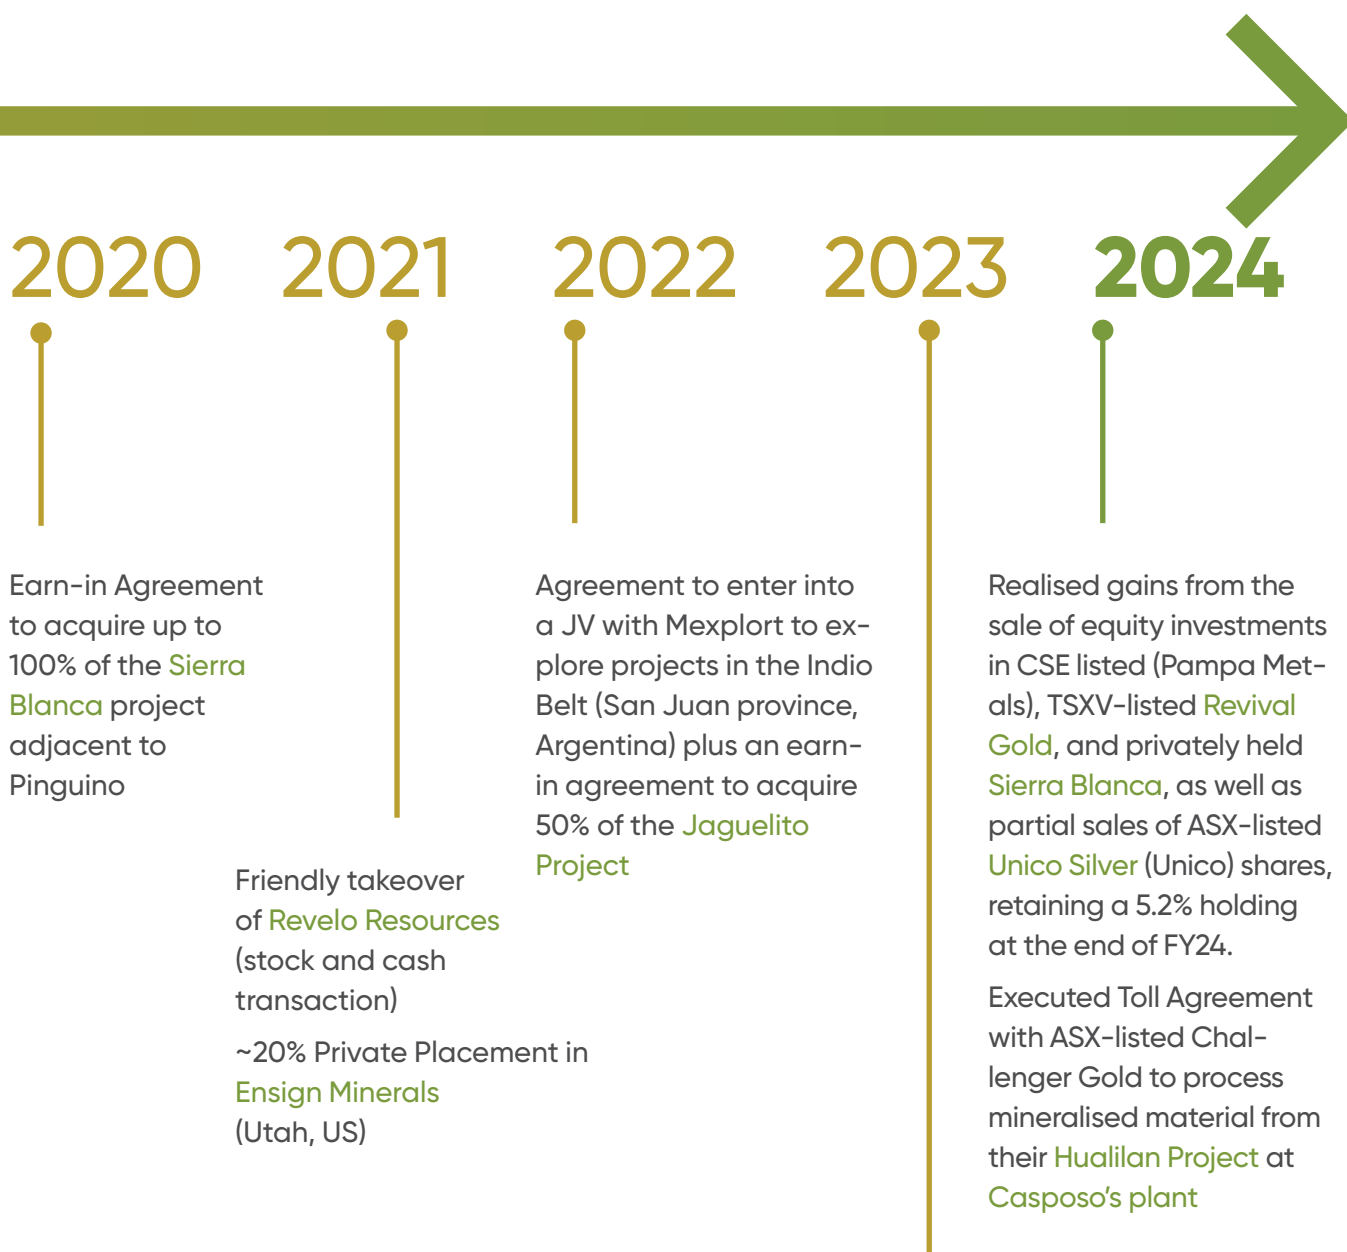 2020
2021
2022
2023
2024
Earn-in Agreement
to acquire up to
100% of the Sierra
Blanca project
adjacent to
Pinguino
Friendly takeover
of Revelo Resources
(stock and cash
transaction)
~20% Private Placement in
Ensign Minerals
(Utah, US)
Agreement to enter into
a JV with Mexplort to ex-
plore projects in the Indio
Belt (San Juan province,
Argentina) plus an earn-
in agreement to acquire
50% of the Jaguelito
Project
Realised gains from the
sale of equity investments
in CSE listed (Pampa Met-
als), TSXV-listed Revival
Gold, and privately held
Sierra Blanca, as well as
partial sales of ASX-listed
Unico Silver (Unico) shares,
retaining a 5.2% holding
at the end of FY24.
Executed Toll Agreement
with ASX-listed Chal-
lenger Gold to process
mineralised material from
their Hualilan Project at
Casposo's plant